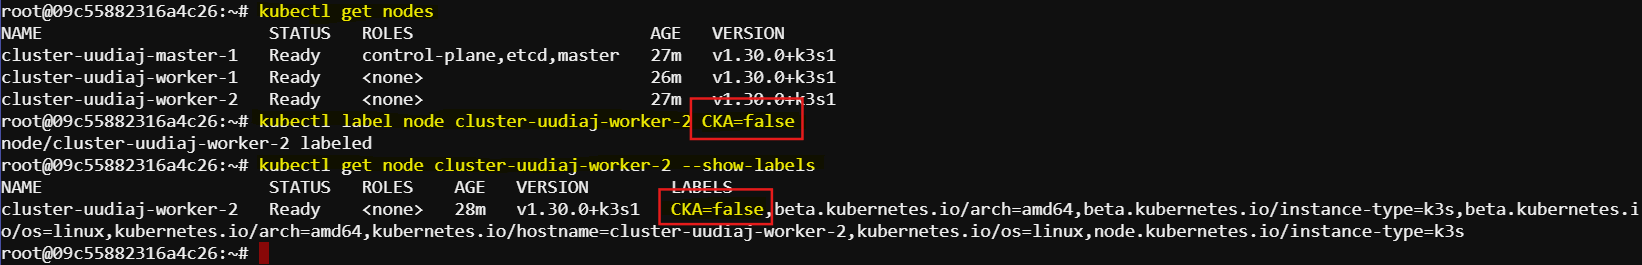 root@09c55882316a4c26:~# kubectl get nodes
NAME                    STATUS   ROLES                       AGE   VERSION
cluster-uudiaj-master-1   Ready    control-plane,etcd,master   27m   v1.30.0+k3s1
cluster-uudiaj-worker-1   Ready    <none>                      26m   v1.30.0+k3s1
cluster-uudiaj-worker-2   Ready    <none>                      27m   v1.30.0+k3s1
root@09c55882316a4c26:~# kubectl label node cluster-uudiaj-worker-2 CKA=false
node/cluster-uudiaj-worker-2 labeled
root@09c55882316a4c26:~# kubectl get node cluster-uudiaj-worker-2 --show-labels
NAME                      STATUS   ROLES    AGE   VERSION        LABELS
cluster-uudiaj-worker-2   Ready    <none>   28m   v1.30.0+k3s1   CKA=false,beta.kubernetes.io/arch=amd64,beta.kubernetes.io/instance-type=k3s,beta.kubernetes.i
o/os=linux,kubernetes.io/arch=amd64,kubernetes.io/hostname=cluster-uudiaj-worker-2,kubernetes.io/os=linux,node.kubernetes.io/instance-type=k3s
root@09c55882316a4c26:~#